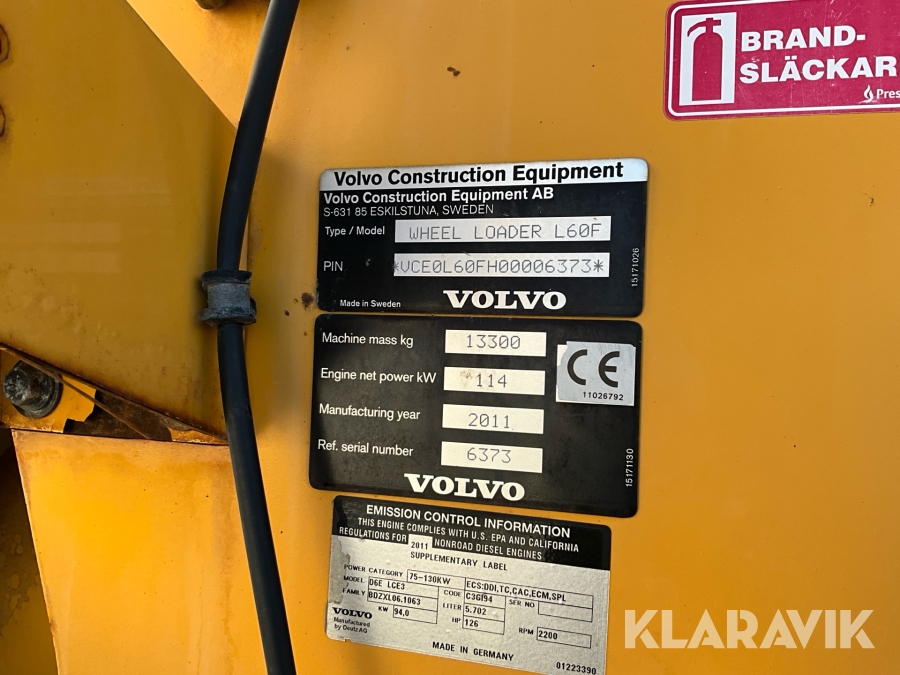 BRAND-
SLÄCKAR
Pres
Volvo Construction Equipment
Volvo Construction Equipment AB
S-631 85 ESKILSTUNA, SWEDEN
Type / Model WHEEL LOADER L60F
PIN *VCE0L60FH00006373*
Made in Sweden VOLVO
15171026
Machine mass kg 13300
Engine net power kW 114
Manufacturing year 2011
Ref. serial number 6373
VOLVO
CE
11026792
15171130
EMISSION CONTROL INFORMATION
THIS ENGINE COMPLIES WITH U.S. EPA AND CALIFORNIA
REGULATIONS FOR 2011 NONROAD DIESEL ENGINES
SUPPLEMENTARY LABEL
POWER CATEGORY 75-130KW ECS:DDI,TC,CAC,ECM,SPL
MODEL D6E LCE3 CODE C3GI94 SER NO
FAMILY BDZXL06.1063 LITER 5.702
VOLVO KW 94,0 HP 126 RPM 2200
Manufactured
by Deutz AG
MADE IN GERMANY 01223390
KLARAVIK